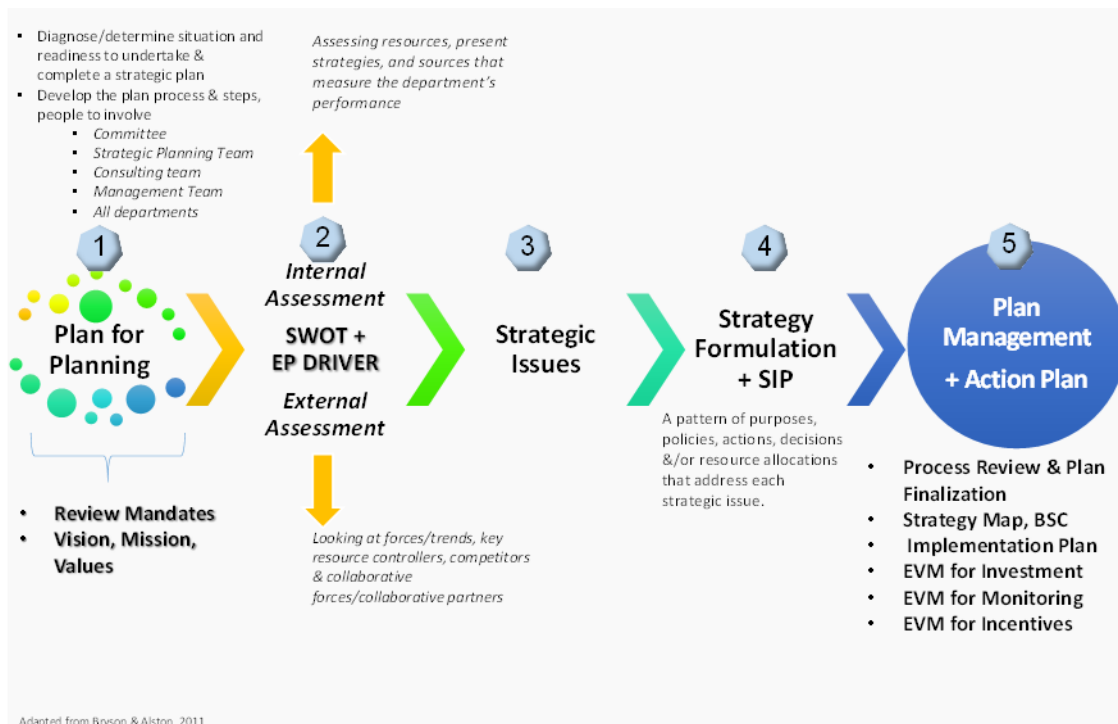 ▪ Diagnose/determine situation and
readiness to undertake &
complete a strategic plan
▪ Develop the plan process & steps,
people to involve
▪ Committee
▪ Strategic Planning Team
▪ Consulting team
▪ Management Team
▪ All departments
1
Plan for
Planning
• Review Mandates
• Vision, Mission,
Values
Assessing resources, present
strategies, and sources that
measure the department's
performance
2
Internal
Assessment
SWOT +
EP DRIVER
External
Assessment
Looking at forces/trends, key
resource controllers, competitors
& collaborative
forces/collaborative partners
3
Strategic
Issues
4
Strategy
Formulation
+ SIP
A pattern of purposes,
policies, actions, decisions
&/or resource allocations
that address each
strategic issue.
5
Plan
Management
+ Action Plan
• Process Review & Plan
Finalization
• Strategy Map, BSC
• Implementation Plan
• EVM for Investment
• EVM for Monitoring
• EVM for Incentives
Adapted from Bryson & Alston, 2011